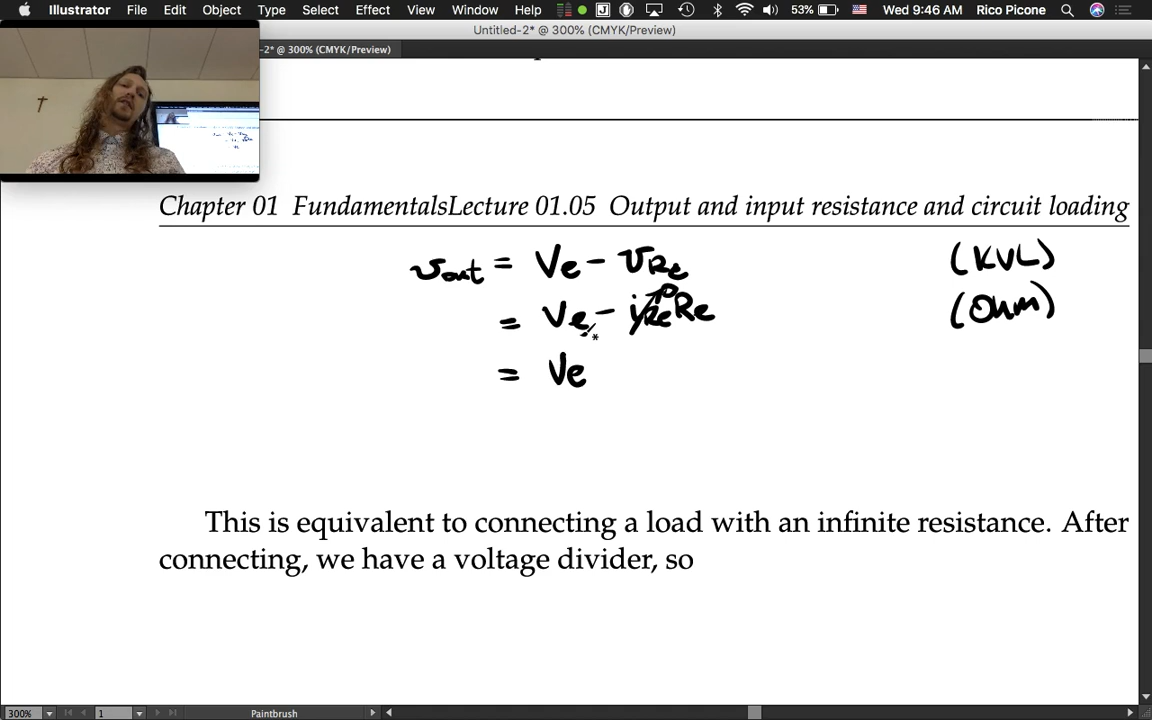 Illustrator File Edit Object Type Select Effect View Window Help 53% Wed 9:46 AM Rico Picone
Untitled-2* @ 300% (CMYK/Preview)
-2* @ 300% (CMYK/Preview)
Chapter 01 FundamentalsLecture 01.05 Output and input resistance and circuit loading
vout = Ve - vRe (KVL)
= Ve - iRe Re (Ohm)
= Ve
This is equivalent to connecting a load with an infinite resistance. After
connecting, we have a voltage divider, so
300% 1 Paintbrush